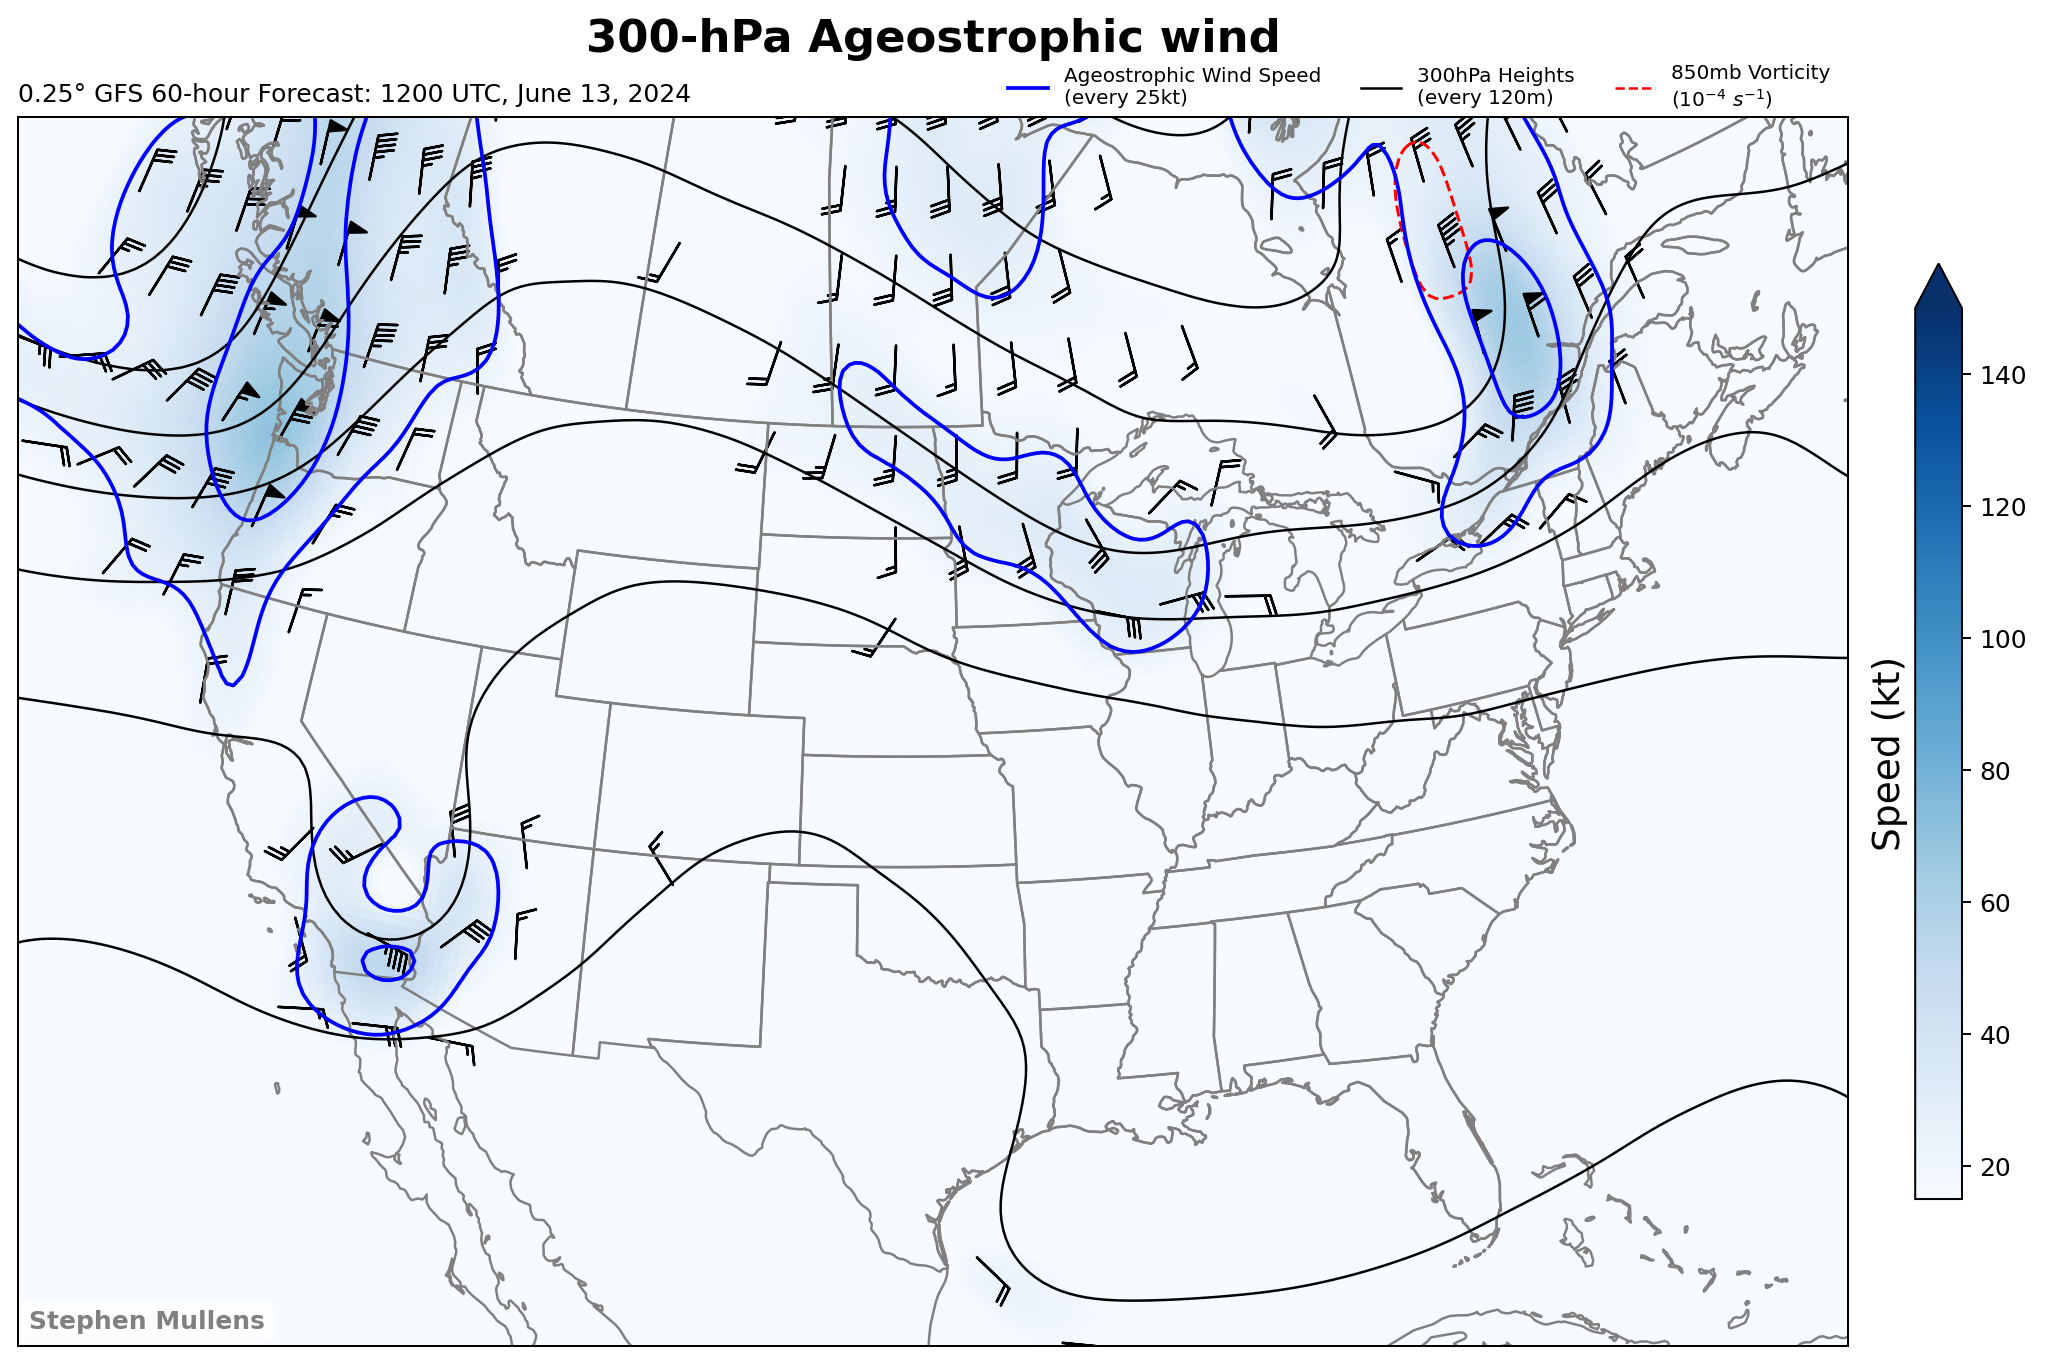 300-hPa Ageostrophic wind
0.25° GFS 60-hour Forecast: 1200 UTC, June 13, 2024
Ageostrophic Wind Speed
(every 25kt)
300hPa Heights
(every 120m)
850mb Vorticity
(10⁻⁴ s⁻¹)
140
120
100
80
60
40
20
Speed (kt)
Stephen Mullens